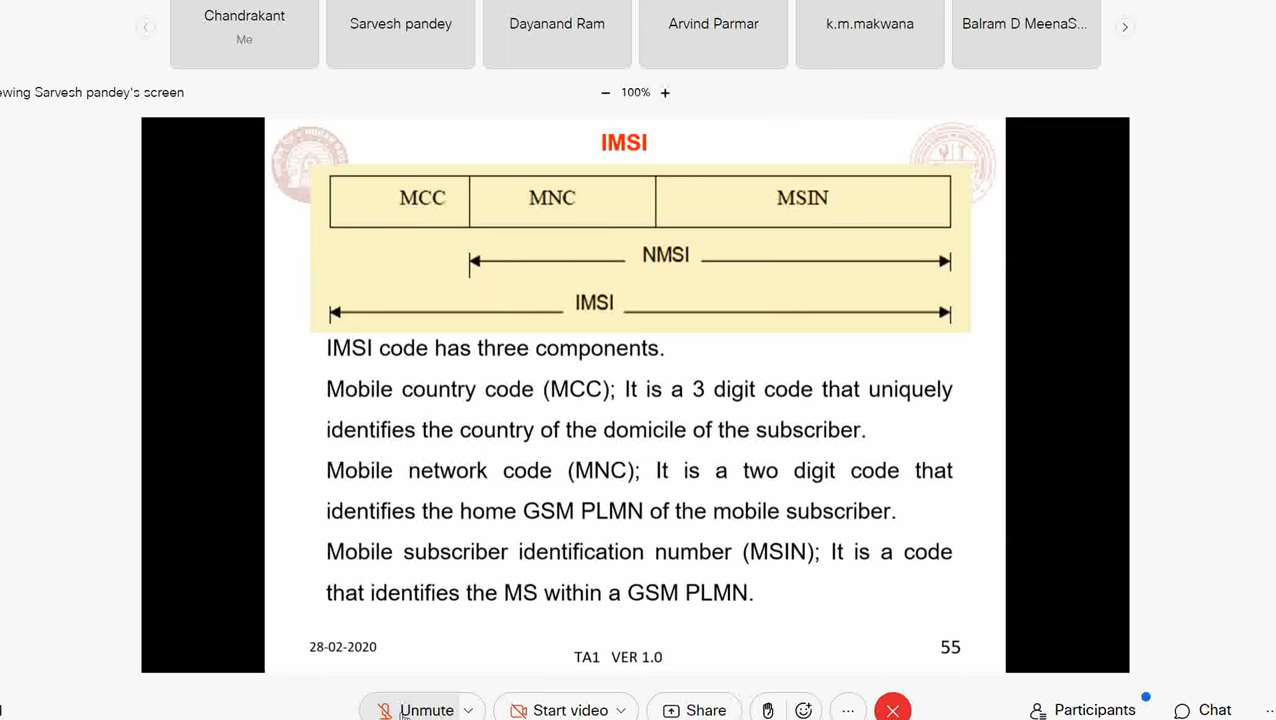 Chandrakant
Me
Sarvesh pandey
Dayanand Ram
Arvind Parmar
k.m.makwana
Balram D MeenaS...
ewing Sarvesh pandey's screen
100%
IMSI
MCC MNC MSIN
NMSI
IMSI
IMSI code has three components.
Mobile country code (MCC); It is a 3 digit code that uniquely
identifies the country of the domicile of the subscriber.
Mobile network code (MNC); It is a two digit code that
identifies the home GSM PLMN of the mobile subscriber.
Mobile subscriber identification number (MSIN); It is a code
that identifies the MS within a GSM PLMN.
28-02-2020
TA1 VER 1.0
55
Unmute
Start video
Share
Participants
Chat